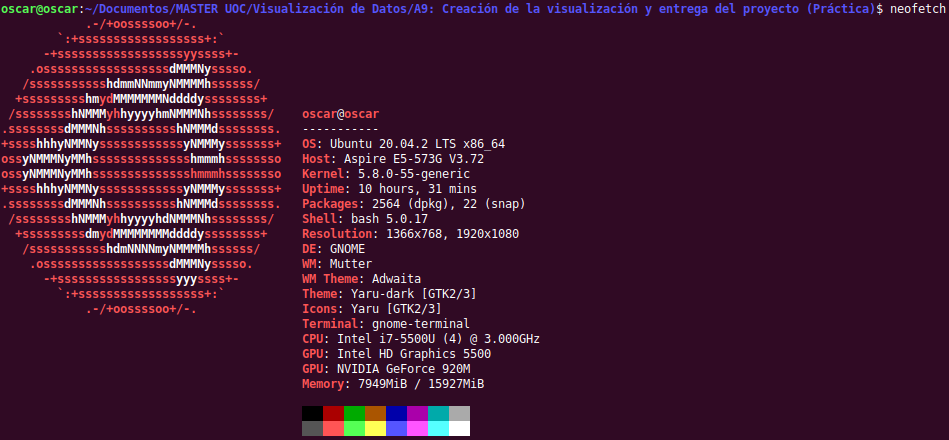 oscar@oscar:~/Documentos/MASTER UOC/Visualización de Datos/A9: Creación de la visualización y entrega del proyecto (Práctica)$ neofetch
.-/+oossssoo+/-.
`:+ssssssssssssssssss+:`
-+ssssssssssssssssssyyssss+-
.ossssssssssssssssssdMMMNysssso.
/ssssssssssshdmmNNmmyNMMMMhssssss/
+ssssssssshmydMMMMMMMNddddyssssssss+
/sssssssshNMMMyhhyyyyhmNMMMNhssssssss/ oscar@oscar
.ssssssssdMMMNhsssssssssshNMMMdssssssss. -----------
+sssshhhyNMMNyssssssssssssyNMMMysssssss+ OS: Ubuntu 20.04.2 LTS x86_64
ossyNMMMNyMMhsssssssssssssshmmmhssssssso Host: Aspire E5-573G V3.72
ossyNMMMNyMMhsssssssssssssshmmmhssssssso Kernel: 5.8.0-55-generic
+sssshhhyNMMNyssssssssssssyNMMMysssssss+ Uptime: 10 hours, 31 mins
.ssssssssdMMMNhsssssssssshNMMMdssssssss. Packages: 2564 (dpkg), 22 (snap)
/sssssssshNMMMyhhyyyyhdNMMMNhssssssss/ Shell: bash 5.0.17
+sssssssssdmydMMMMMMMMddddyssssssss+ Resolution: 1366x768, 1920x1080
/ssssssssssshdmNNNNmyNMMMMhssssss/ DE: GNOME
.ossssssssssssssssssdMMMNysssso. WM: Mutter
-+sssssssssssssssssyyyssss+- WM Theme: Adwaita
`:+ssssssssssssssssss+:` Theme: Yaru-dark [GTK2/3]
.-/+oossssoo+/-. Icons: Yaru [GTK2/3]
Terminal: gnome-terminal
CPU: Intel i7-5500U (4) @ 3.000GHz
GPU: Intel HD Graphics 5500
GPU: NVIDIA GeForce 920M
Memory: 7949MiB / 15927MiB